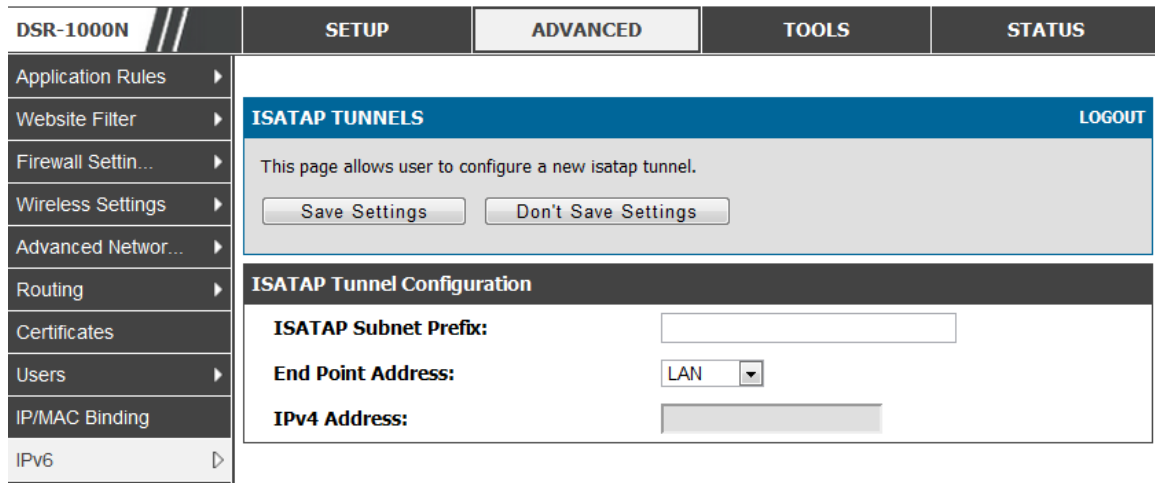 DSR-1000N
SETUP
ADVANCED
TOOLS
STATUS
Application Rules
Website Filter
Firewall Settin...
Wireless Settings
Advanced Networ...
Routing
Certificates
Users
IP/MAC Binding
IPv6
ISATAP TUNNELS
LOGOUT
This page allows user to configure a new isatap tunnel.
Save Settings
Don't Save Settings
ISATAP Tunnel Configuration
ISATAP Subnet Prefix:
End Point Address:
LAN
IPv4 Address: